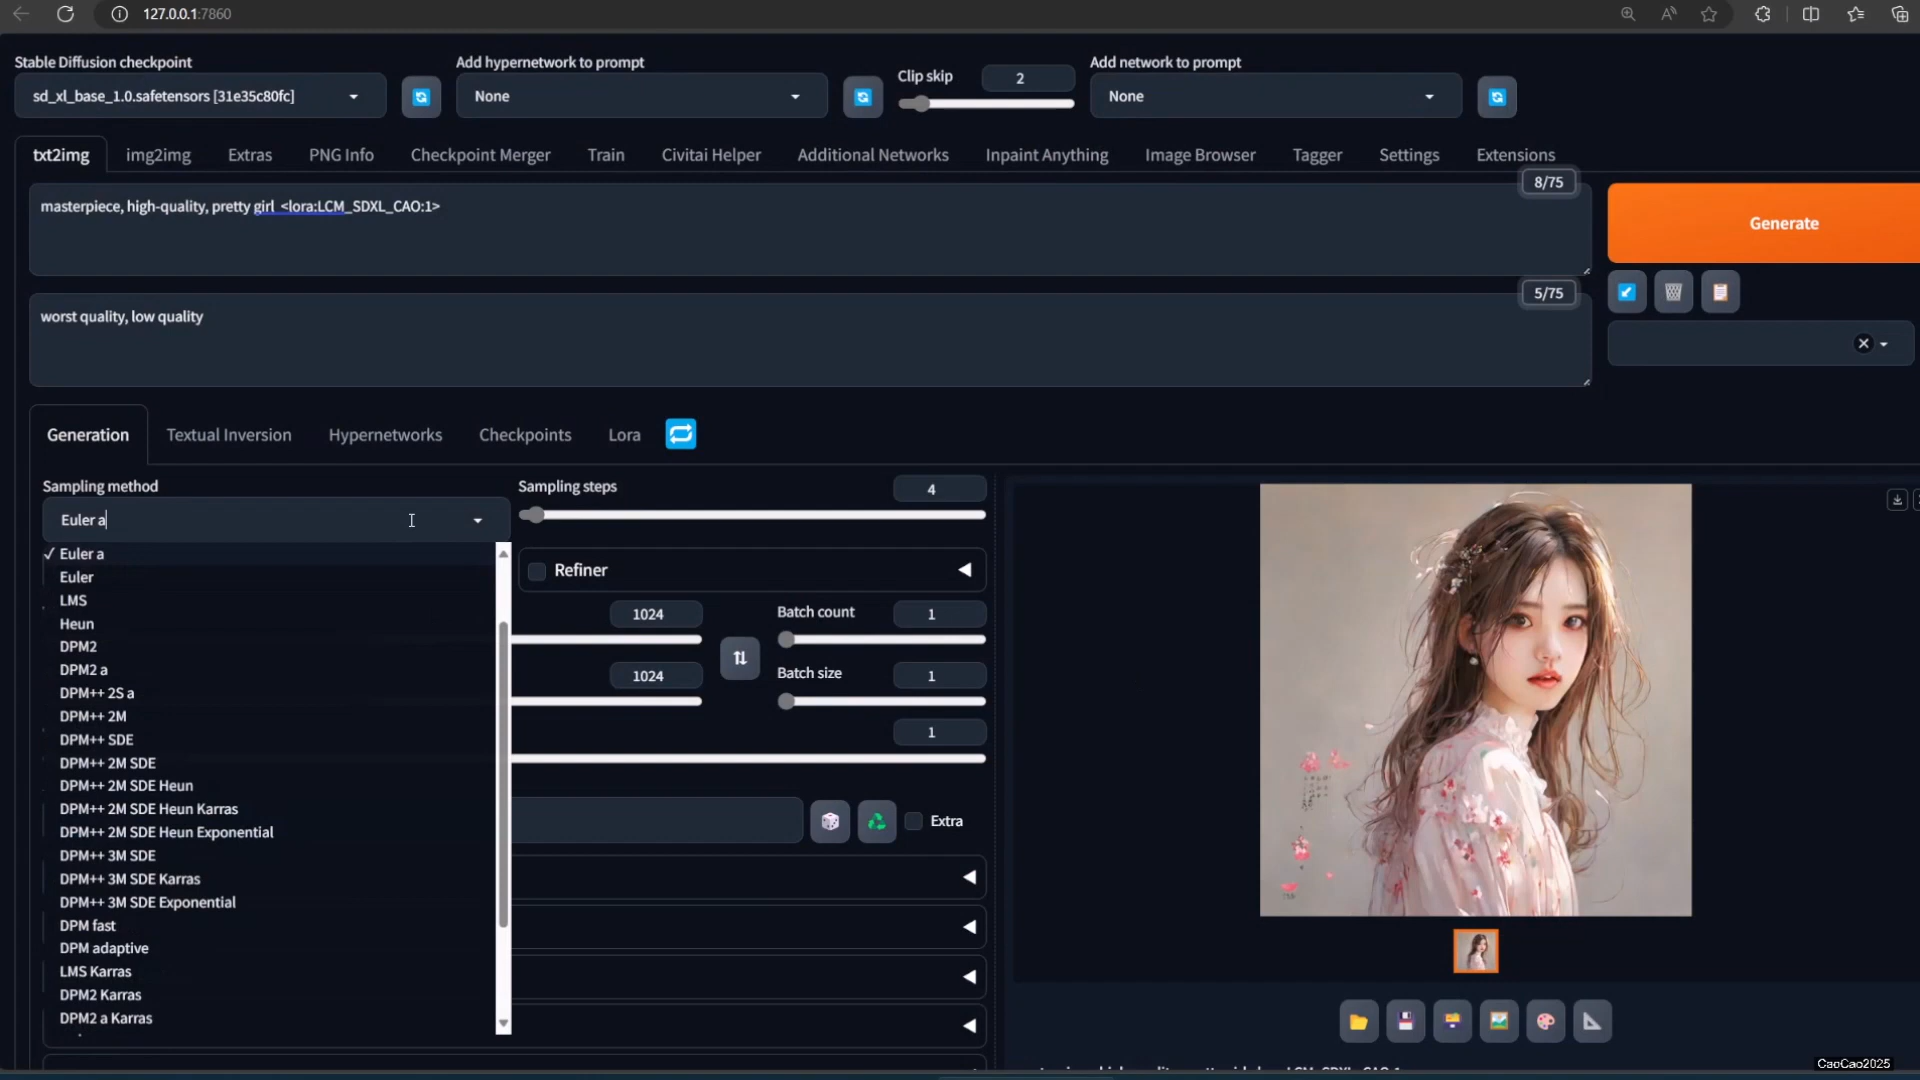 127.0.0.1:7860
Stable Diffusion checkpoint
Add hypernetwork to prompt
Clip skip
2
Add network to prompt
sd_xl_base_1.0.safetensors [31e35c80fc]
None
None
txt2img
img2img
Extras
PNG Info
Checkpoint Merger
Train
Civitai Helper
Additional Networks
Inpaint Anything
Image Browser
Tagger
Settings
Extensions
8/75
masterpiece, high-quality, pretty girl <lora:LCM_SDXL_CAO:1>
Generate
5/75
worst quality, low quality
Generation
Textual Inversion
Hypernetworks
Checkpoints
Lora
Sampling method
Sampling steps
4
Euler a
Euler a
Euler
LMS
Heun
DPM2
DPM2 a
DPM++ 2S a
DPM++ 2M
DPM++ SDE
DPM++ 2M SDE
DPM++ 2M SDE Heun
DPM++ 2M SDE Heun Karras
DPM++ 2M SDE Heun Exponential
DPM++ 3M SDE
DPM++ 3M SDE Karras
DPM++ 3M SDE Exponential
DPM fast
DPM adaptive
LMS Karras
DPM2 Karras
DPM2 a Karras
Refiner
1024
Batch count
1
1024
Batch size
1
1
Extra
CaoCao2025